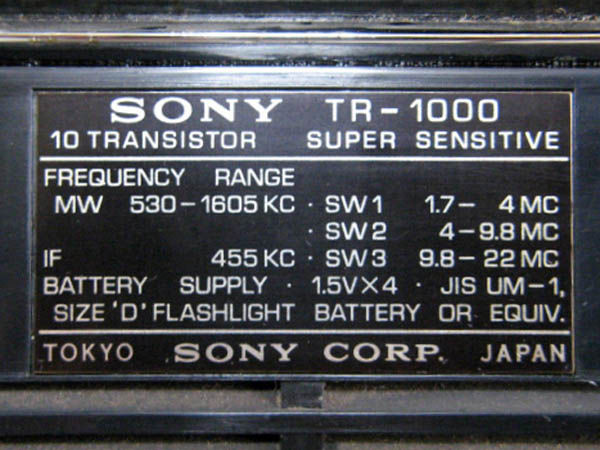 SONY TR-1000
10 TRANSISTOR SUPER SENSITIVE
FREQUENCY RANGE
MW 530-1605 KC · SW1 1.7- 4 MC
· SW2 4-9.8 MC
IF 455 KC · SW3 9.8-22 MC
BATTERY SUPPLY · 1.5V×4 · JIS UM-1,
SIZE 'D' FLASHLIGHT BATTERY OR EQUIV.
TOKYO SONY CORP. JAPAN